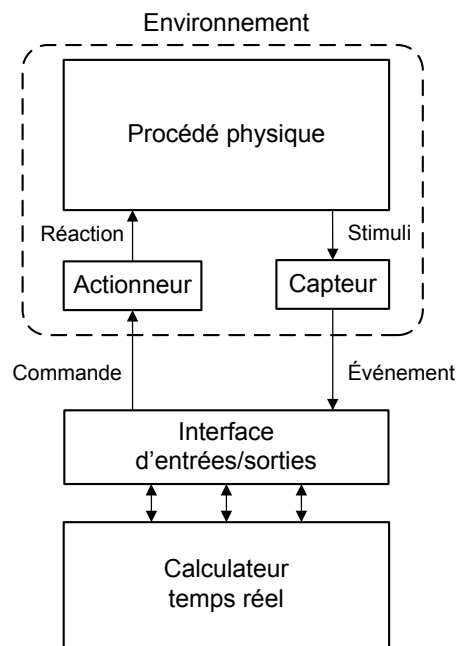 Environnement
Procédé physique
Réaction
Stimuli
Actionneur
Capteur
Commande
Événement
Interface
d'entrées/sorties
Calculateur
temps réel